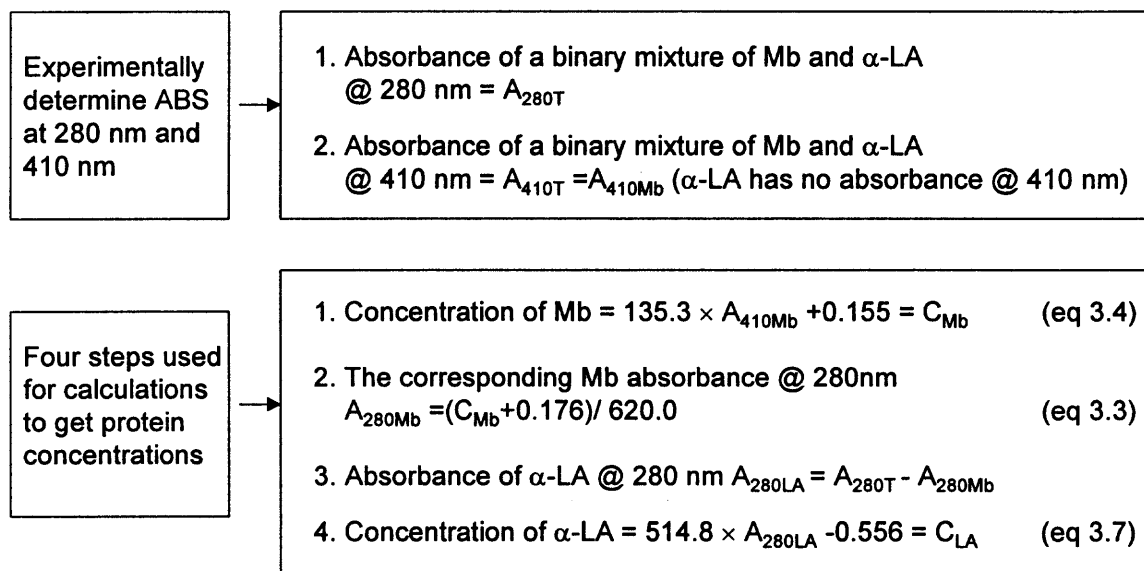 Experimentally
determine ABS
at 280 nm and
410 nm
1. Absorbance of a binary mixture of Mb and α-LA
@ 280 nm = A280T
2. Absorbance of a binary mixture of Mb and α-LA
@ 410 nm = A410T =A410Mb (α-LA has no absorbance @ 410 nm)
Four steps used
for calculations
to get protein
concentrations
1. Concentration of Mb = 135.3 × A410Mb +0.155 = CMb (eq 3.4)
2. The corresponding Mb absorbance @ 280nm
A280Mb =(CMb+0.176)/ 620.0 (eq 3.3)
3. Absorbance of α-LA @ 280 nm A280LA = A280T - A280Mb
4. Concentration of α-LA = 514.8 × A280LA -0.556 = CLA (eq 3.7)